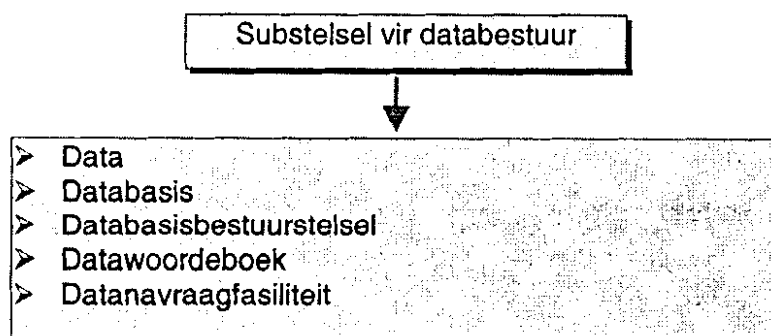 Substelsel vir databestuur
➢ Data
➢ Databasis
➢ Databasisbestuurstelsel
➢ Datawoordeboek
➢ Datanavraagfasiliteit